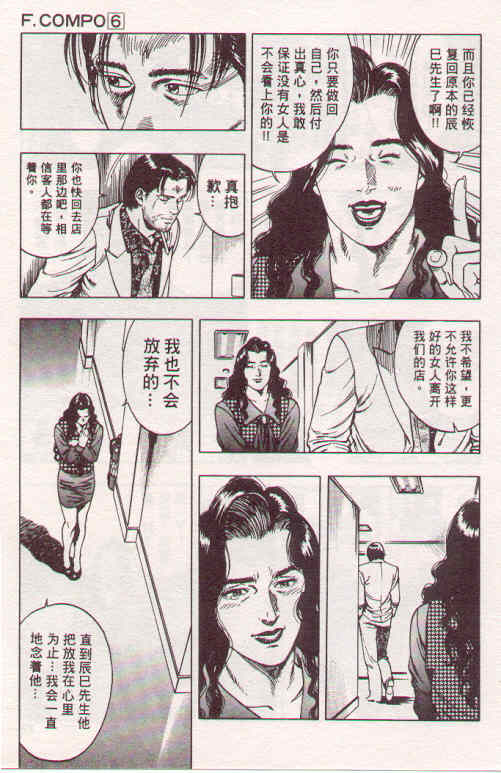 F.COMPO 6
而且你已经恢
复回原本的辰
巳先生了啊!!
你只要做回
自己，然后付
出真心，我敢
保证没有女人是
不会看上你的!!
真抱
歉…
你也快回去店
里那边吧，相
信客人都在等
着你。
我不希望，更
不允许你这样
好的女人离开
我们的店。
我也不会
放弃的…
直到辰巳先生他
把放我在心里
为止…我会一直
地念着他…